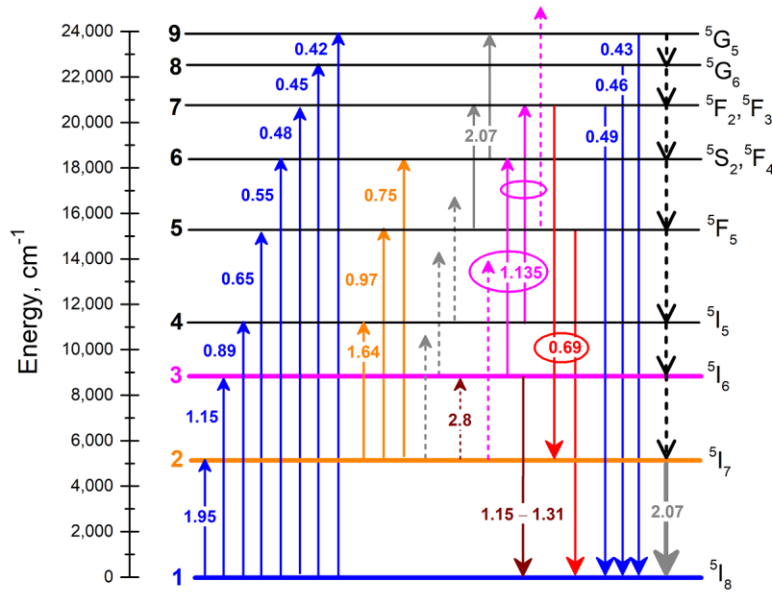 Energy, cm⁻¹
24,000
22,000
20,000
18,000
16,000
14,000
12,000
10,000
8,000
6,000
4,000
2,000
0
9 ⁵G₅
8 ⁵G₆
7 ⁵F₂, ⁵F₃
6 ⁵S₂, ⁵F₄
5 ⁵F₅
4 ⁵I₅
3 ⁵I₆
2 ⁵I₇
1 ⁵I₈
0.42
0.45
0.48
0.55
0.65
0.89
1.15
1.95
0.75
0.97
1.64
2.07
1.135
2.8
0.69
1.15 – 1.31
0.43
0.46
0.49
2.07